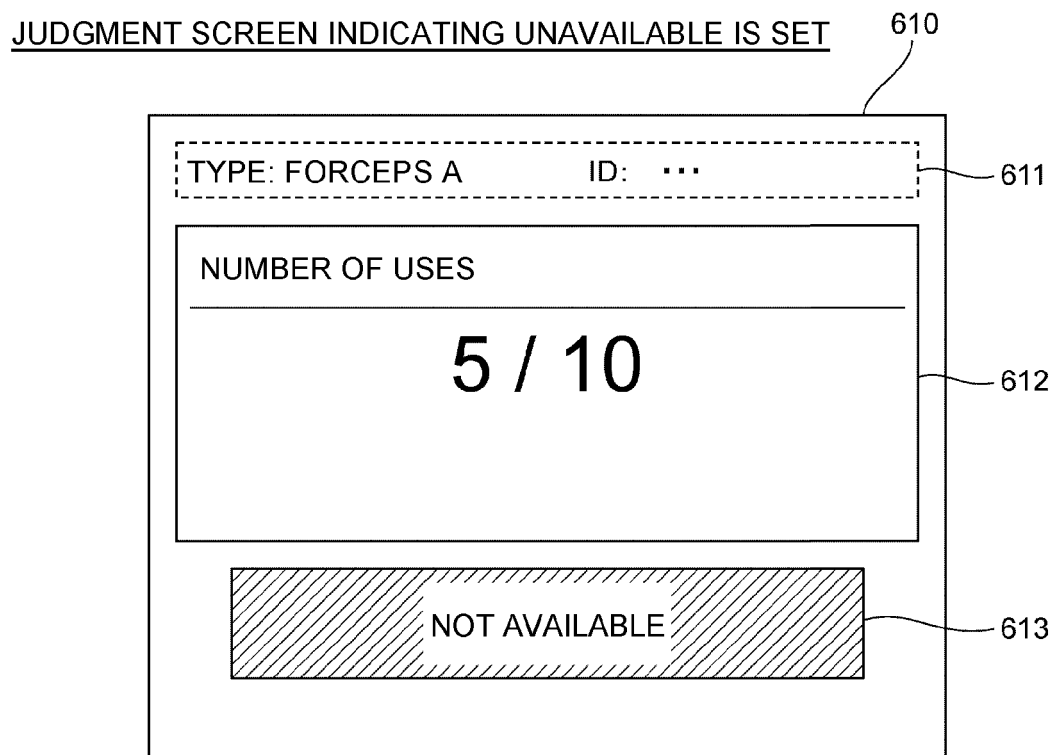 JUDGMENT SCREEN INDICATING UNAVAILABLE IS SET
610
TYPE: FORCEPS A ID: ...
611
NUMBER OF USES
5 / 10
612
NOT AVAILABLE
613